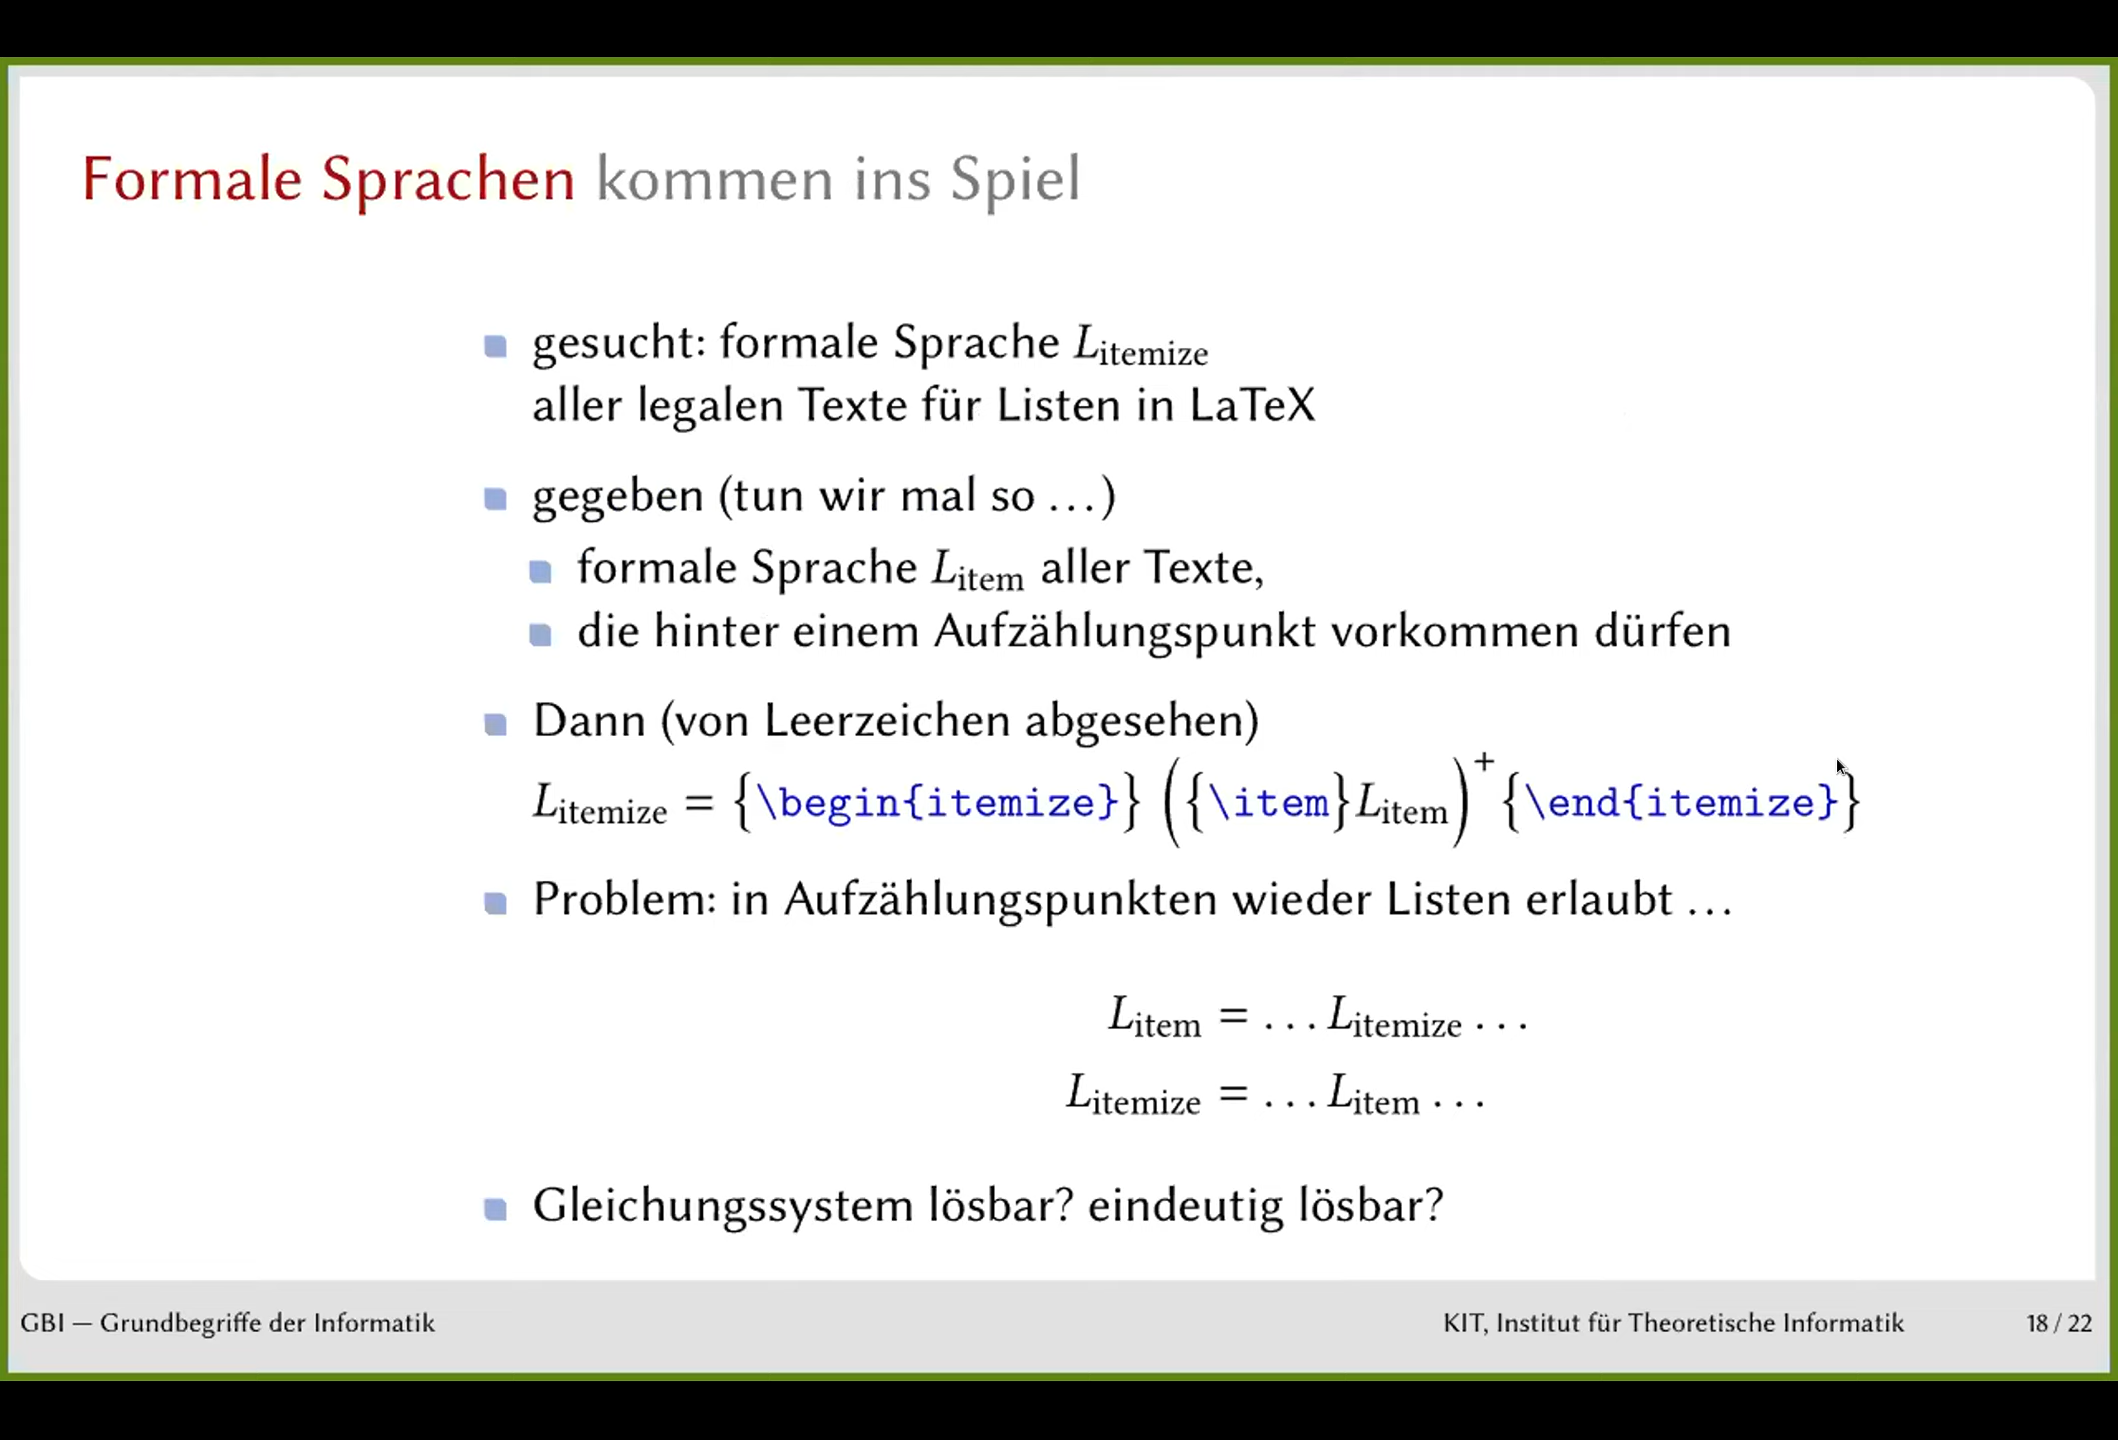 Formale Sprachen kommen ins Spiel
gesucht: formale Sprache L_itemize
aller legalen Texte für Listen in LaTeX
gegeben (tun wir mal so …)
formale Sprache L_item aller Texte,
die hinter einem Aufzählungspunkt vorkommen dürfen
Dann (von Leerzeichen abgesehen)
L_itemize = {\begin{itemize}} ({\item}L_item)^+ {\end{itemize}}
Problem: in Aufzählungspunkten wieder Listen erlaubt …
L_item = … L_itemize …
L_itemize = … L_item …
Gleichungssystem lösbar? eindeutig lösbar?
GBI — Grundbegriffe der Informatik KIT, Institut für Theoretische Informatik 18 / 22